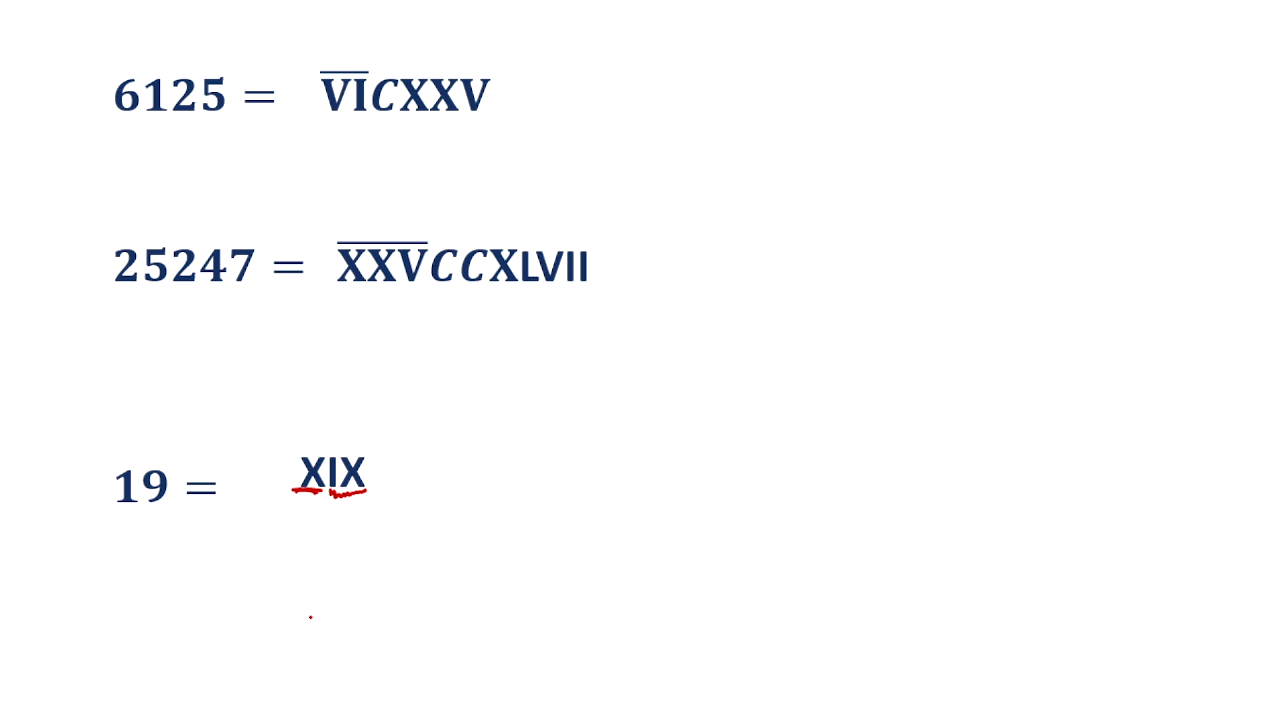 6125 = V̅I̅CXXV
25247 = X̅X̅V̅CCXLVII
19 = XIX